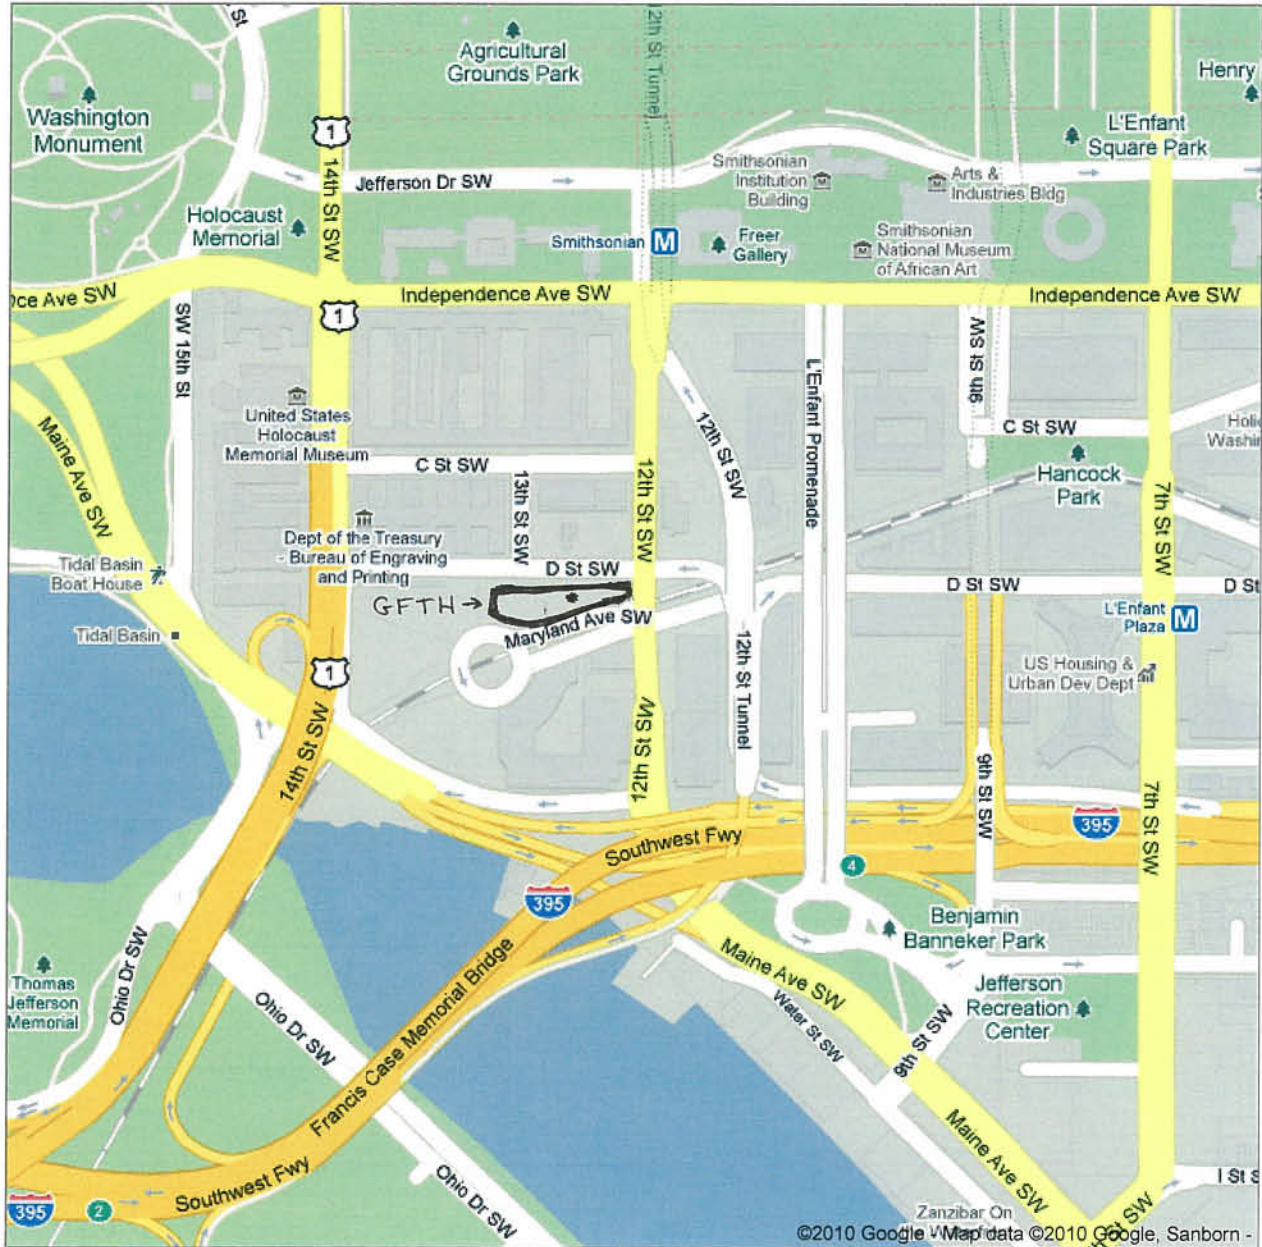 St
12th St Tunnel
Agricultural
Grounds Park
Henry
Washington
Monument
1
L'Enfant
Square Park
14th St SW
Jefferson Dr SW
Smithsonian
Institution
Building
Arts &
Industries Bldg
Holocaust
Memorial
Smithsonian
M
Freer
Gallery
Smithsonian
National Museum
of African Art
nce Ave SW
Independence Ave SW
Independence Ave SW
1
SW 15th St
L'Enfant Promenade
9th St SW
United States
Holocaust
Memorial Museum
Maine Ave SW
12th St SW
C St SW
Holi
Washin
C St SW
13th St SW
12th St SW
Hancock
Park
7th St SW
Dept of the Treasury
- Bureau of Engraving
and Printing
Tidal Basin
Boat House
D St SW
D St SW
D St
GFTH →
Maryland Ave SW
L'Enfant
Plaza
M
Tidal Basin
1
12th St Tunnel
US Housing &
Urban Dev Dept
14th St SW
12th St SW
9th St SW
7th St SW
395
Southwest Fwy
4
395
Benjamin
Banneker Park
Francis Case Memorial Bridge
Maine Ave SW
Thomas
Jefferson
Memorial
Ohio Dr SW
Ohio Dr SW
Water St SW
Jefferson
Recreation
Center
9th St SW
Maine Ave SW
Southwest Fwy
Ohio Dr SW
I St S
395
2
Zanzibar On
th St SW
©2010 Google - Map data ©2010 Google, Sanborn -